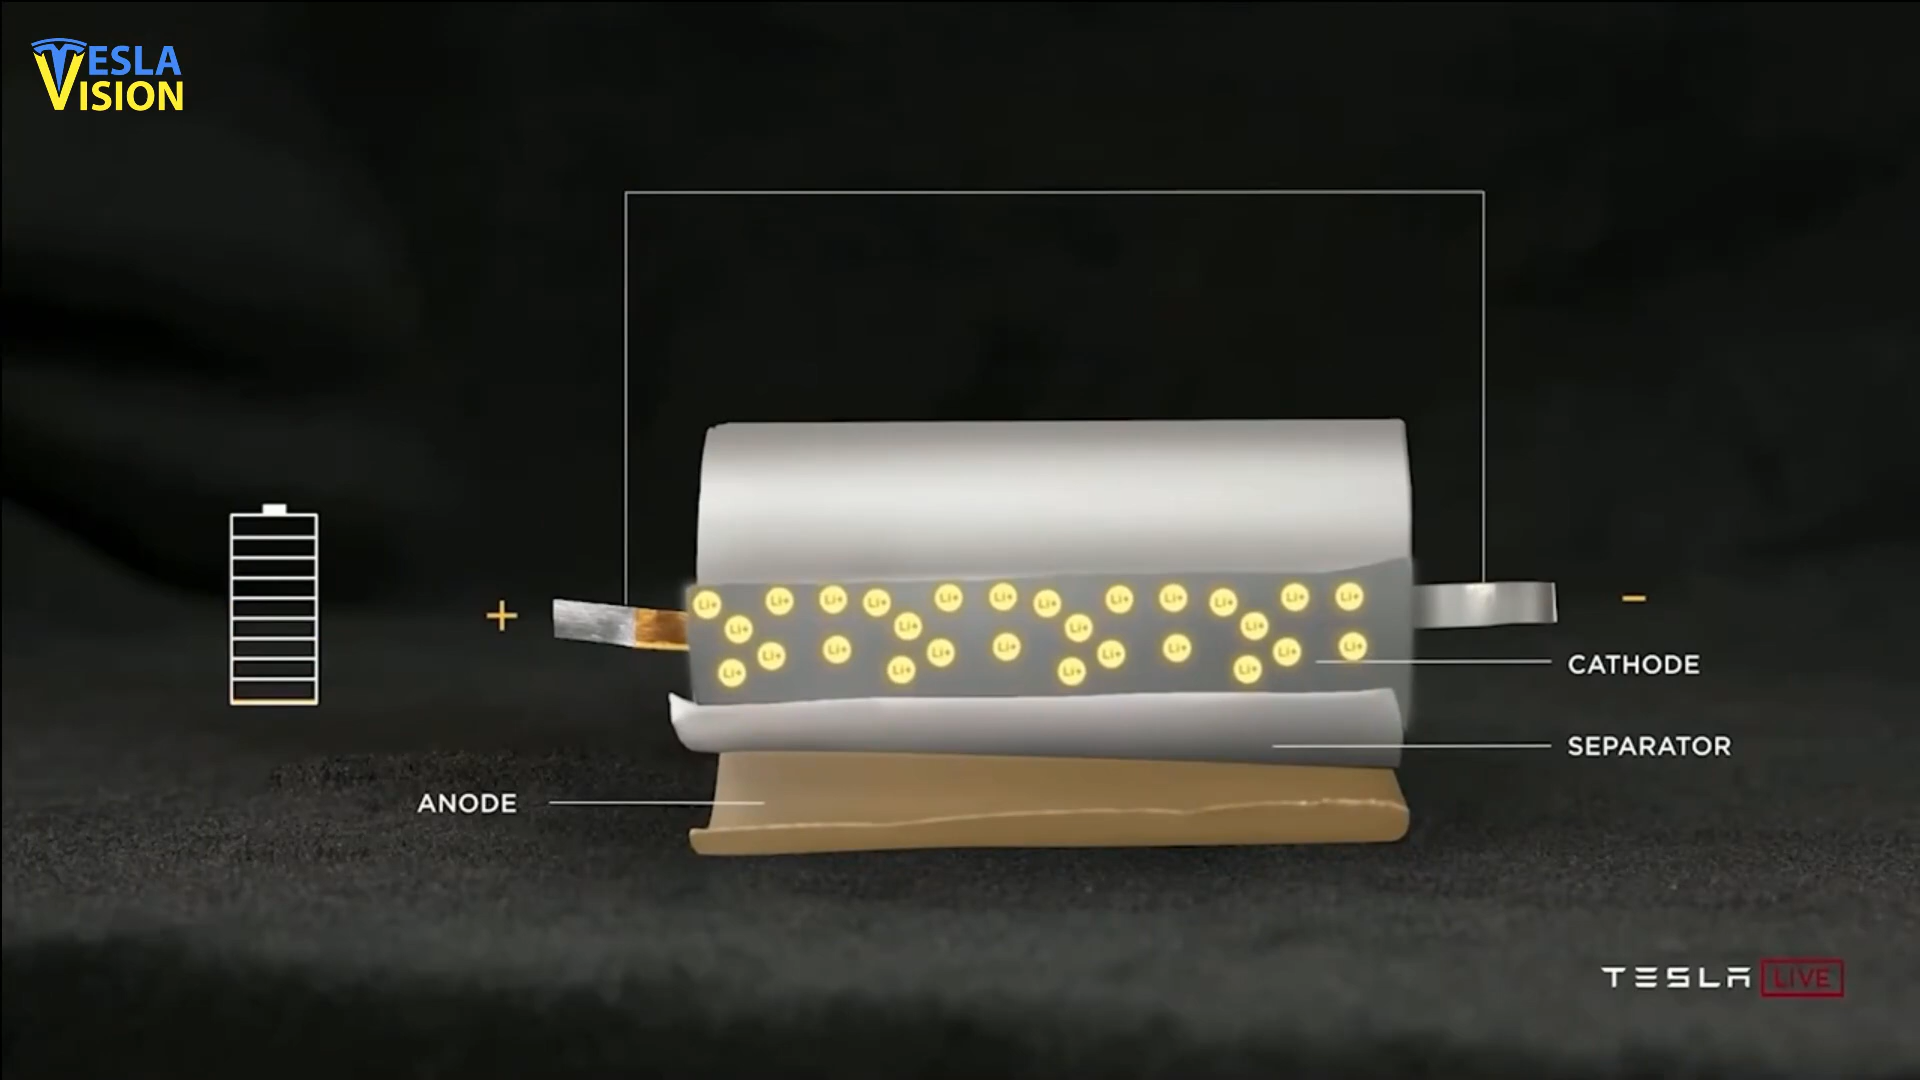 TESLA
VISION
Li+ Li+ Li+ Li+ Li+ Li+ Li+ Li+ Li+ Li+ Li+ Li+
Li+ Li+ Li+ Li+
Li+ Li+ Li+ Li+ Li+ Li+ Li+ Li+
Li+ Li+ Li+ Li+
+
−
CATHODE
SEPARATOR
ANODE
TESLA LIVE